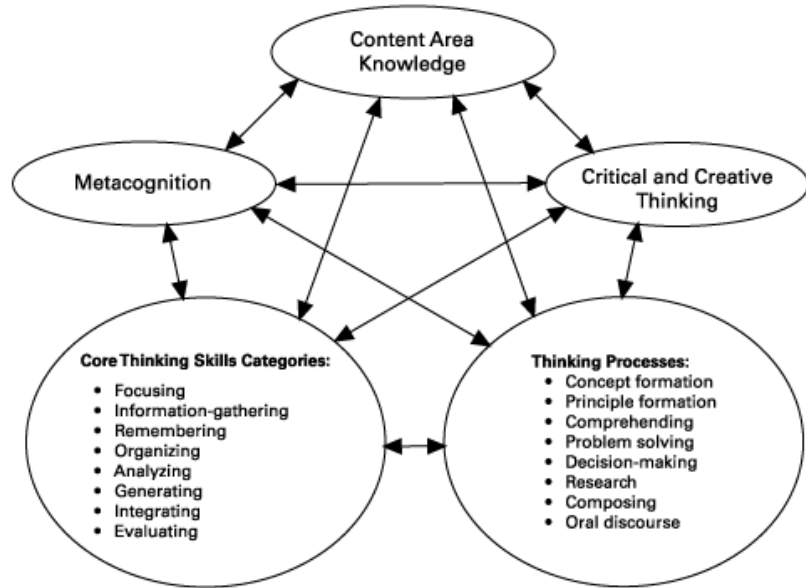 Content Area
Knowledge
Metacognition
Critical and Creative
Thinking
Core Thinking Skills Categories:
• Focusing
• Information-gathering
• Remembering
• Organizing
• Analyzing
• Generating
• Integrating
• Evaluating
Thinking Processes:
• Concept formation
• Principle formation
• Comprehending
• Problem solving
• Decision-making
• Research
• Composing
• Oral discourse